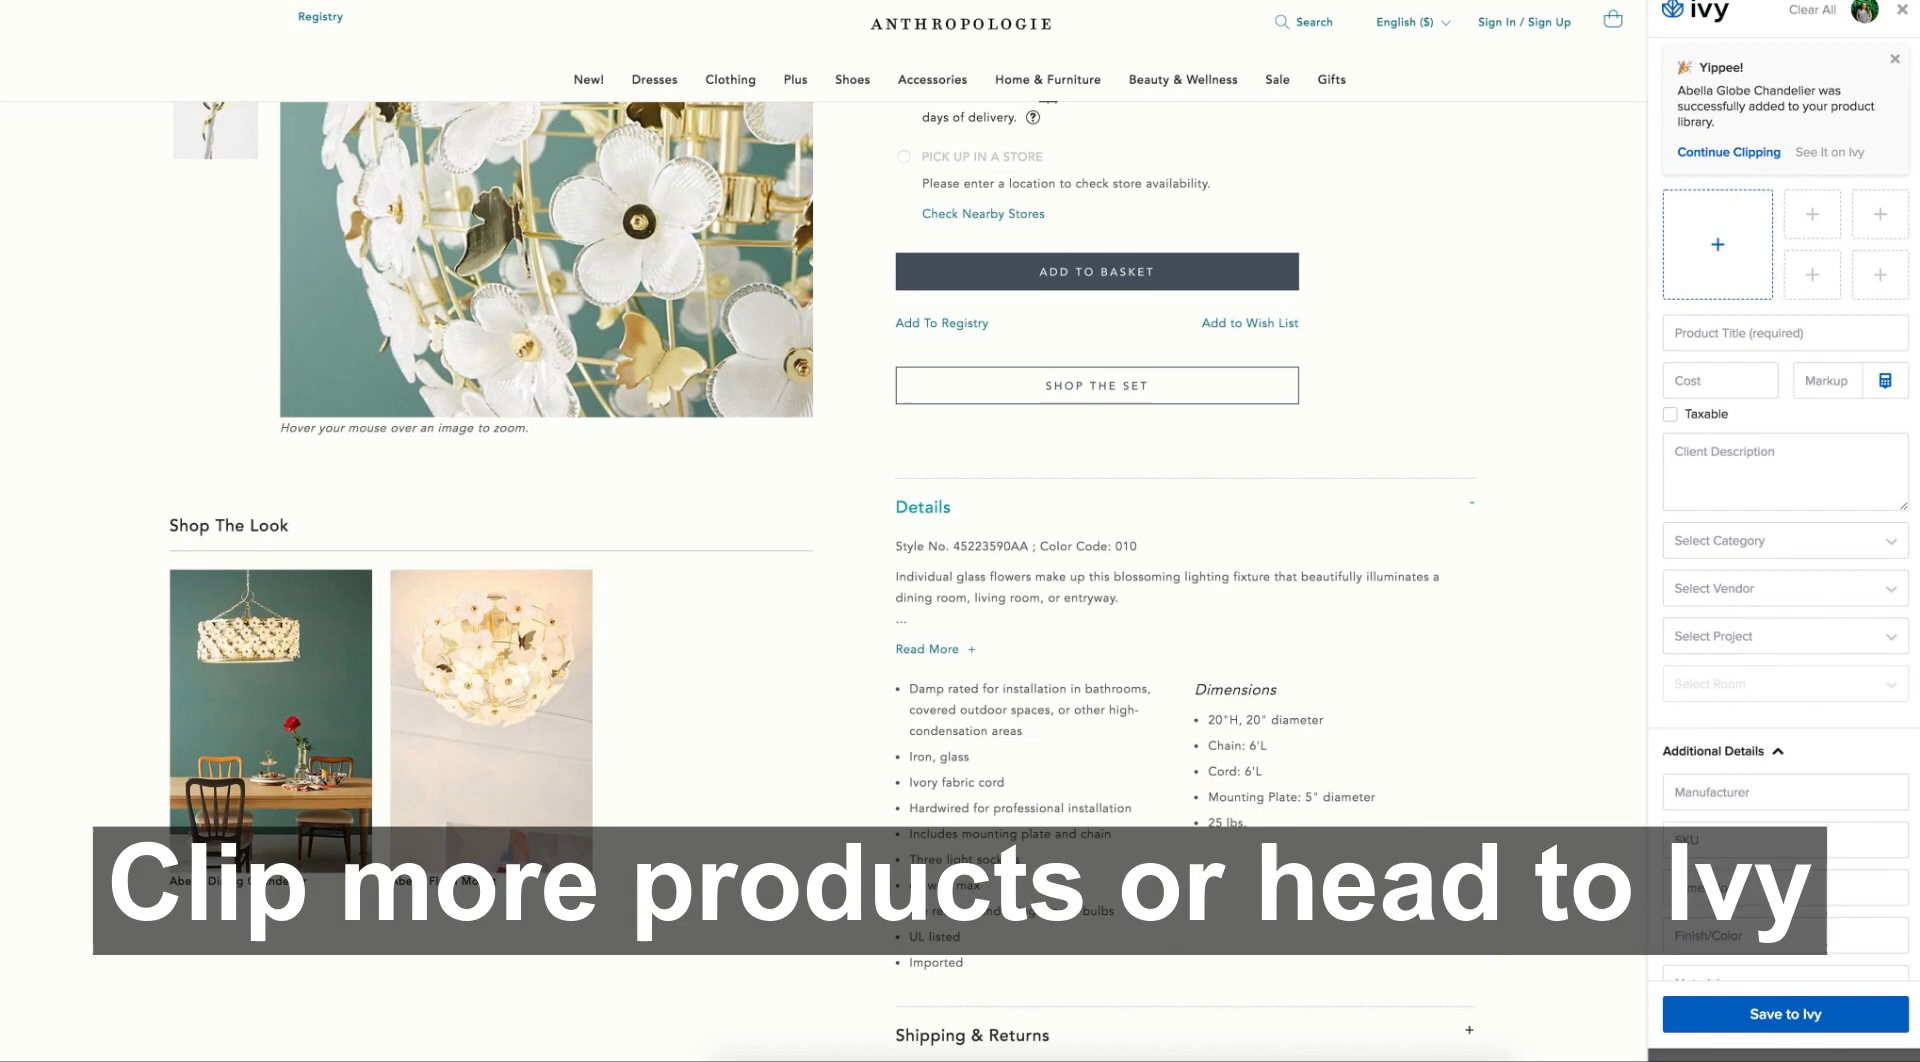 Registry
ANTHROPOLOGIE
Search
English ($)
Sign In / Sign Up
New!
Dresses
Clothing
Plus
Shoes
Accessories
Home & Furniture
Beauty & Wellness
Sale
Gifts
Hover your mouse over an image to zoom.
Shop The Look
days of delivery. ?
PICK UP IN A STORE
Please enter a location to check store availability.
Check Nearby Stores
ADD TO BASKET
Add To Registry
Add to Wish List
SHOP THE SET
Details
-
Style No. 45223590AA ; Color Code: 010
Individual glass flowers make up this blossoming lighting fixture that beautifully illuminates a
dining room, living room, or entryway.
...
Read More +
• Damp rated for installation in bathrooms,
covered outdoor spaces, or other high-
condensation areas
• Iron, glass
• Ivory fabric cord
• Hardwired for professional installation
• Includes mounting plate and chain
• Three light
max
bulbs
• UL listed
• Imported
Dimensions
• 20"H, 20" diameter
• Chain: 6'L
• Cord: 6'L
• Mounting Plate: 5" diameter
• 25 lbs.
Shipping & Returns
+
Clip more products or head to Ivy
ivy
Clear All
Yippee!
Abella Globe Chandelier was
successfully added to your product
library.
Continue Clipping
See It on Ivy
Product Title (required)
Cost
Markup
Taxable
Client Description
Select Category
Select Vendor
Select Project
Select Room
Additional Details
Manufacturer
SKU
Finish/Color
Save to Ivy